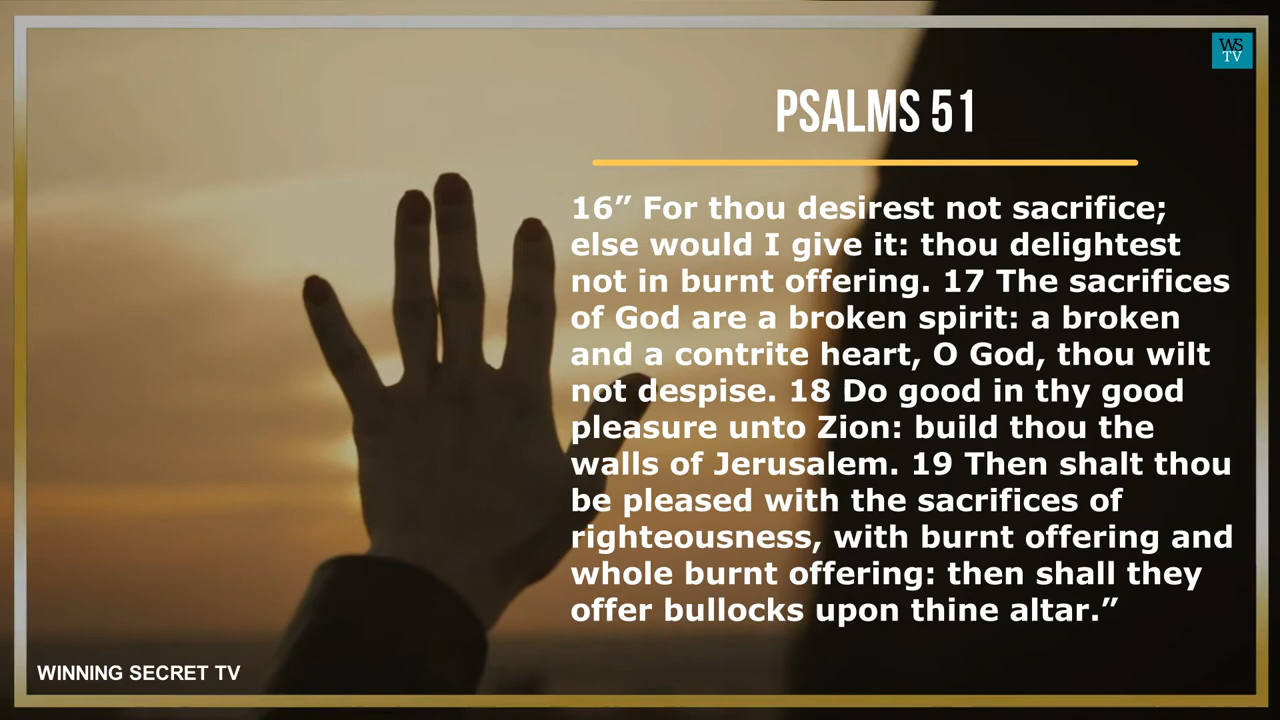 WS
TV
PSALMS 51
16” For thou desirest not sacrifice;
else would I give it: thou delightest
not in burnt offering. 17 The sacrifices
of God are a broken spirit: a broken
and a contrite heart, O God, thou wilt
not despise. 18 Do good in thy good
pleasure unto Zion: build thou the
walls of Jerusalem. 19 Then shalt thou
be pleased with the sacrifices of
righteousness, with burnt offering and
whole burnt offering: then shall they
offer bullocks upon thine altar.”
WINNING SECRET TV